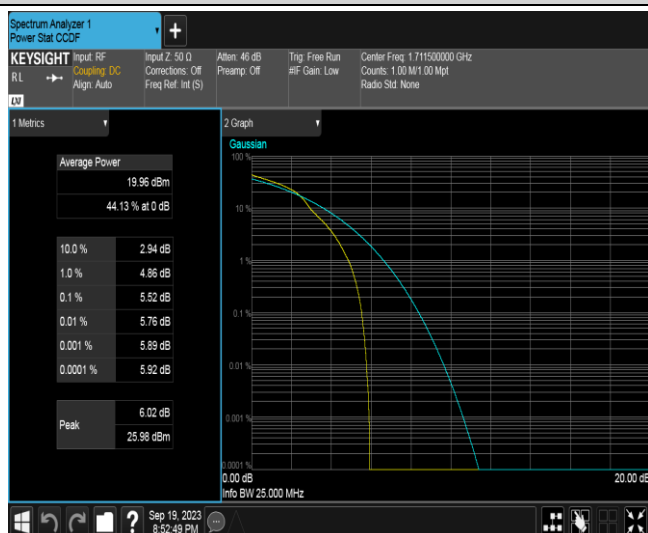 Spectrum Analyzer 1
Power Stat CCDF
+
KEYSIGHT
RL
LXI
Input: RF
Coupling: DC
Align: Auto
Input Z: 50 Ω
Corrections: Off
Freq Ref: Int (S)
Atten: 46 dB
Preamp: Off
Trig: Free Run
#IF Gain: Low
Center Freq: 1.711500000 GHz
Counts: 1.00 M/1.00 Mpt
Radio Std: None
1 Metrics
Average Power
19.96 dBm
44.13 % at 0 dB
10.0 % 2.94 dB
1.0 % 4.86 dB
0.1 % 5.52 dB
0.01 % 5.76 dB
0.001 % 5.89 dB
0.0001 % 5.92 dB
Peak
6.02 dB
25.98 dBm
2 Graph
Gaussian
100 %
10 %
1 %
0.1 %
0.01 %
0.001 %
0.0001 %
0.00 dB 20.00 dB
Info BW 25.000 MHz
?
Sep 19, 2023
8:52:49 PM